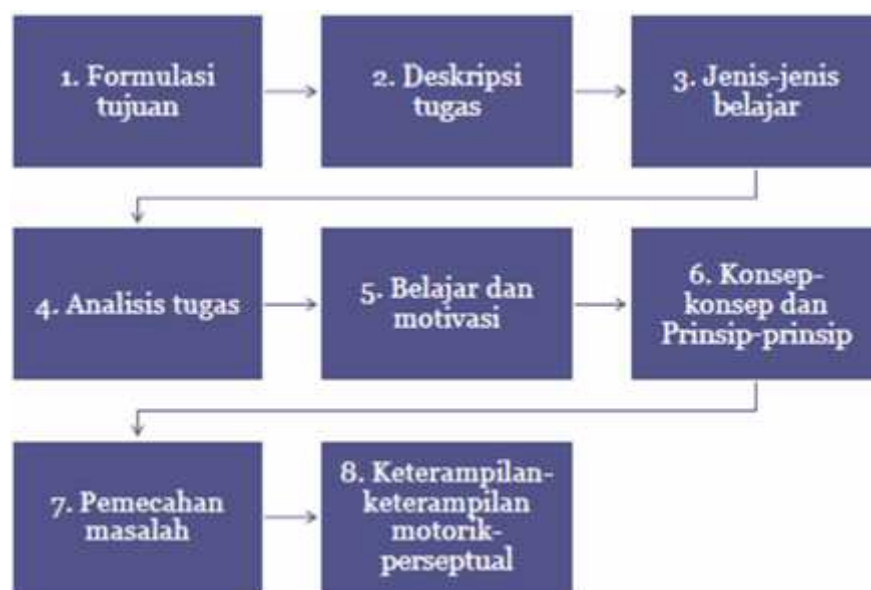 1. Formulasi
tujuan
2. Deskripsi
tugas
3. Jenis-jenis
belajar
4. Analisis tugas
5. Belajar dan
motivasi
6. Konsep-
konsep dan
Prinsip-prinsip
7. Pemecahan
masalah
8. Keterampilan-
keterampilan
motorik-
perseptual